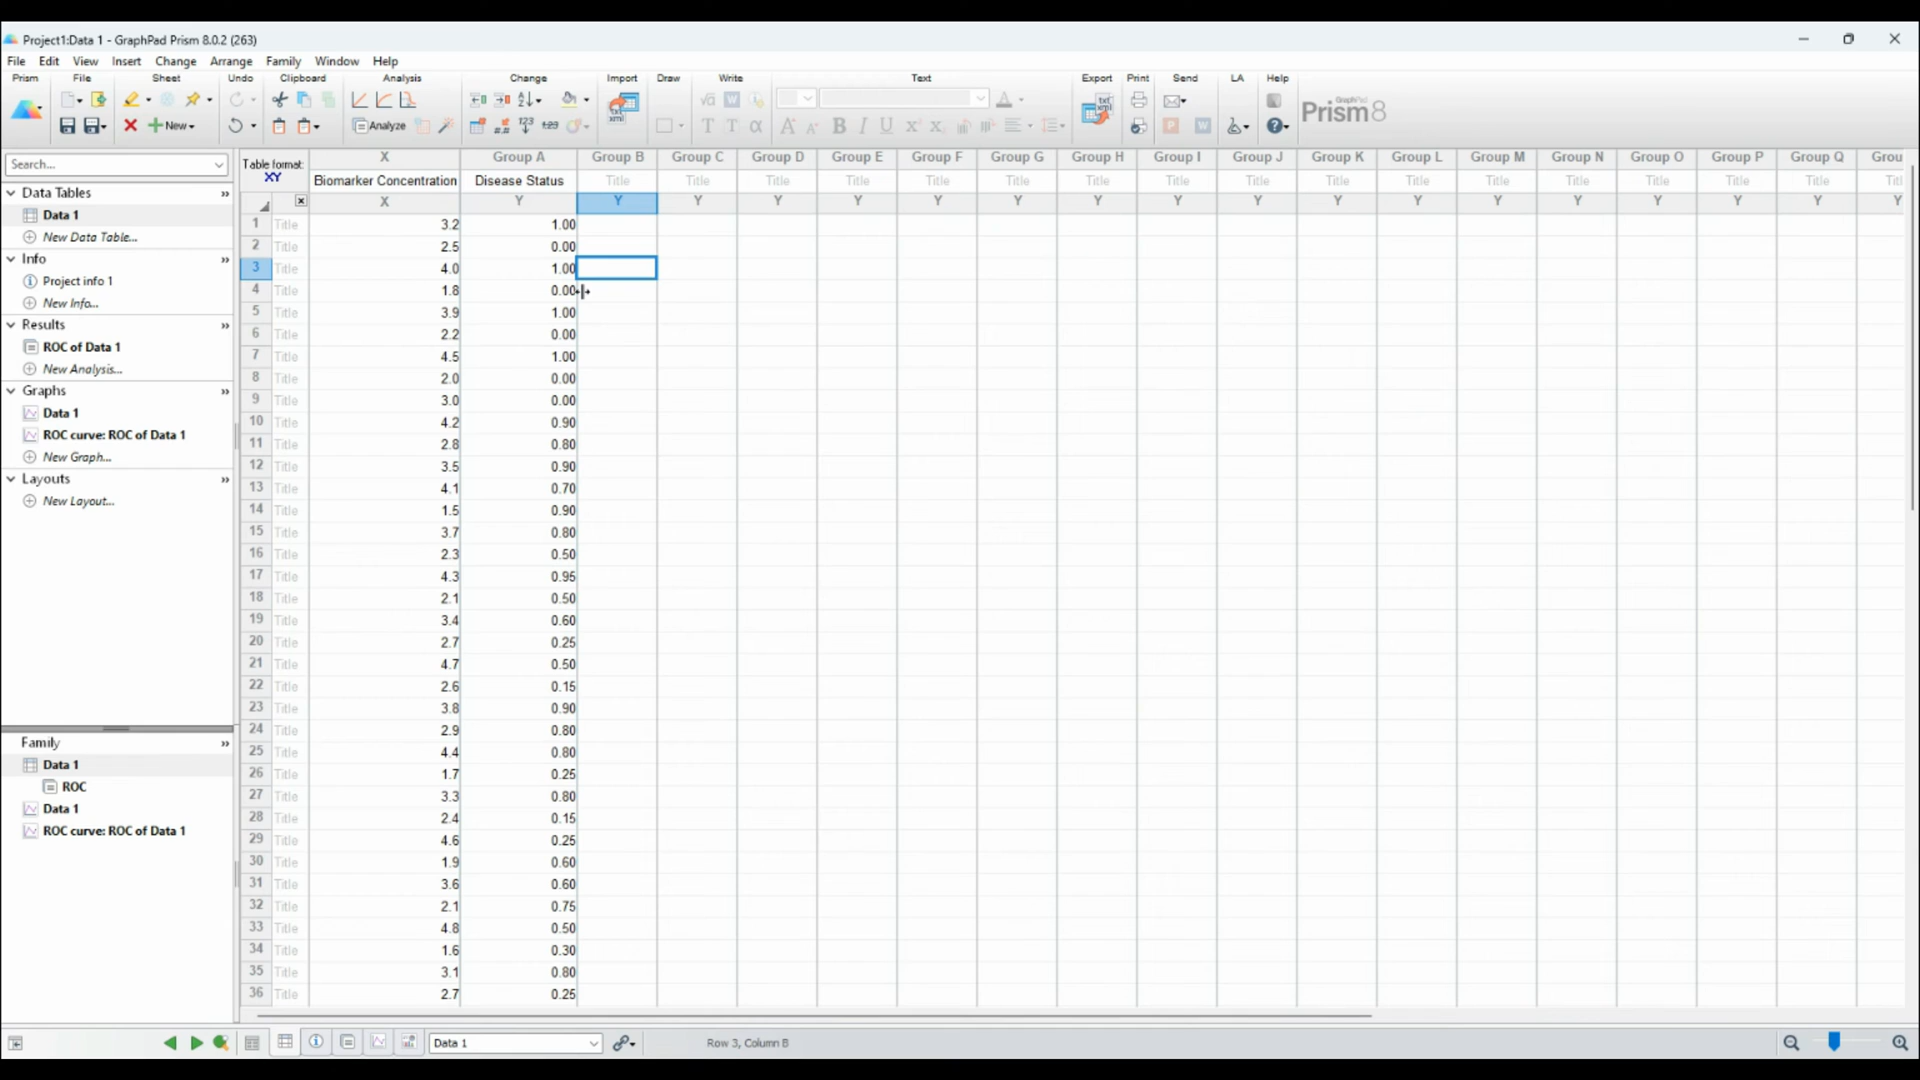 Project1:Data 1 - GraphPad Prism 8.0.2 (263)
File Edit View Insert Change Arrange Family Window Help
Prism File Sheet Undo Clipboard Analysis Change Import Draw Write Text Export Print Send LA Help
New
Analyze
GraphPad
Prism8
Search...
Data Tables
Data 1
New Data Table...
Info
Project info 1
New Info...
Results
ROC of Data 1
New Analysis...
Graphs
Data 1
ROC curve: ROC of Data 1
New Graph...
Layouts
New Layout...
Family
Data 1
ROC
Data 1
ROC curve: ROC of Data 1
Table format:
XY
X Group A Group B Group C Group D Group E Group F Group G Group H Group I Group J Group K Group L Group M Group N Group O Group P Group Q Grou
Biomarker Concentration Disease Status Title Title Title Title Title Title Title Title Title Title Title Title Title Title Title Title Titl
X Y Y Y Y Y Y Y Y Y Y Y Y Y Y Y Y Y Y
1 Title 3.2 1.00
2 Title 2.5 0.00
3 Title 4.0 1.00
4 Title 1.8 0.00
5 Title 3.9 1.00
6 Title 2.2 0.00
7 Title 4.5 1.00
8 Title 2.0 0.00
9 Title 3.0 0.00
10 Title 4.2 0.90
11 Title 2.8 0.80
12 Title 3.5 0.90
13 Title 4.1 0.70
14 Title 1.5 0.90
15 Title 3.7 0.80
16 Title 2.3 0.50
17 Title 4.3 0.95
18 Title 2.1 0.50
19 Title 3.4 0.60
20 Title 2.7 0.25
21 Title 4.7 0.50
22 Title 2.6 0.15
23 Title 3.8 0.90
24 Title 2.9 0.80
25 Title 4.4 0.80
26 Title 1.7 0.25
27 Title 3.3 0.80
28 Title 2.4 0.15
29 Title 4.6 0.25
30 Title 1.9 0.60
31 Title 3.6 0.60
32 Title 2.1 0.75
33 Title 4.8 0.50
34 Title 1.6 0.30
35 Title 3.1 0.80
36 Title 2.7 0.25
Data 1
Row 3, Column B